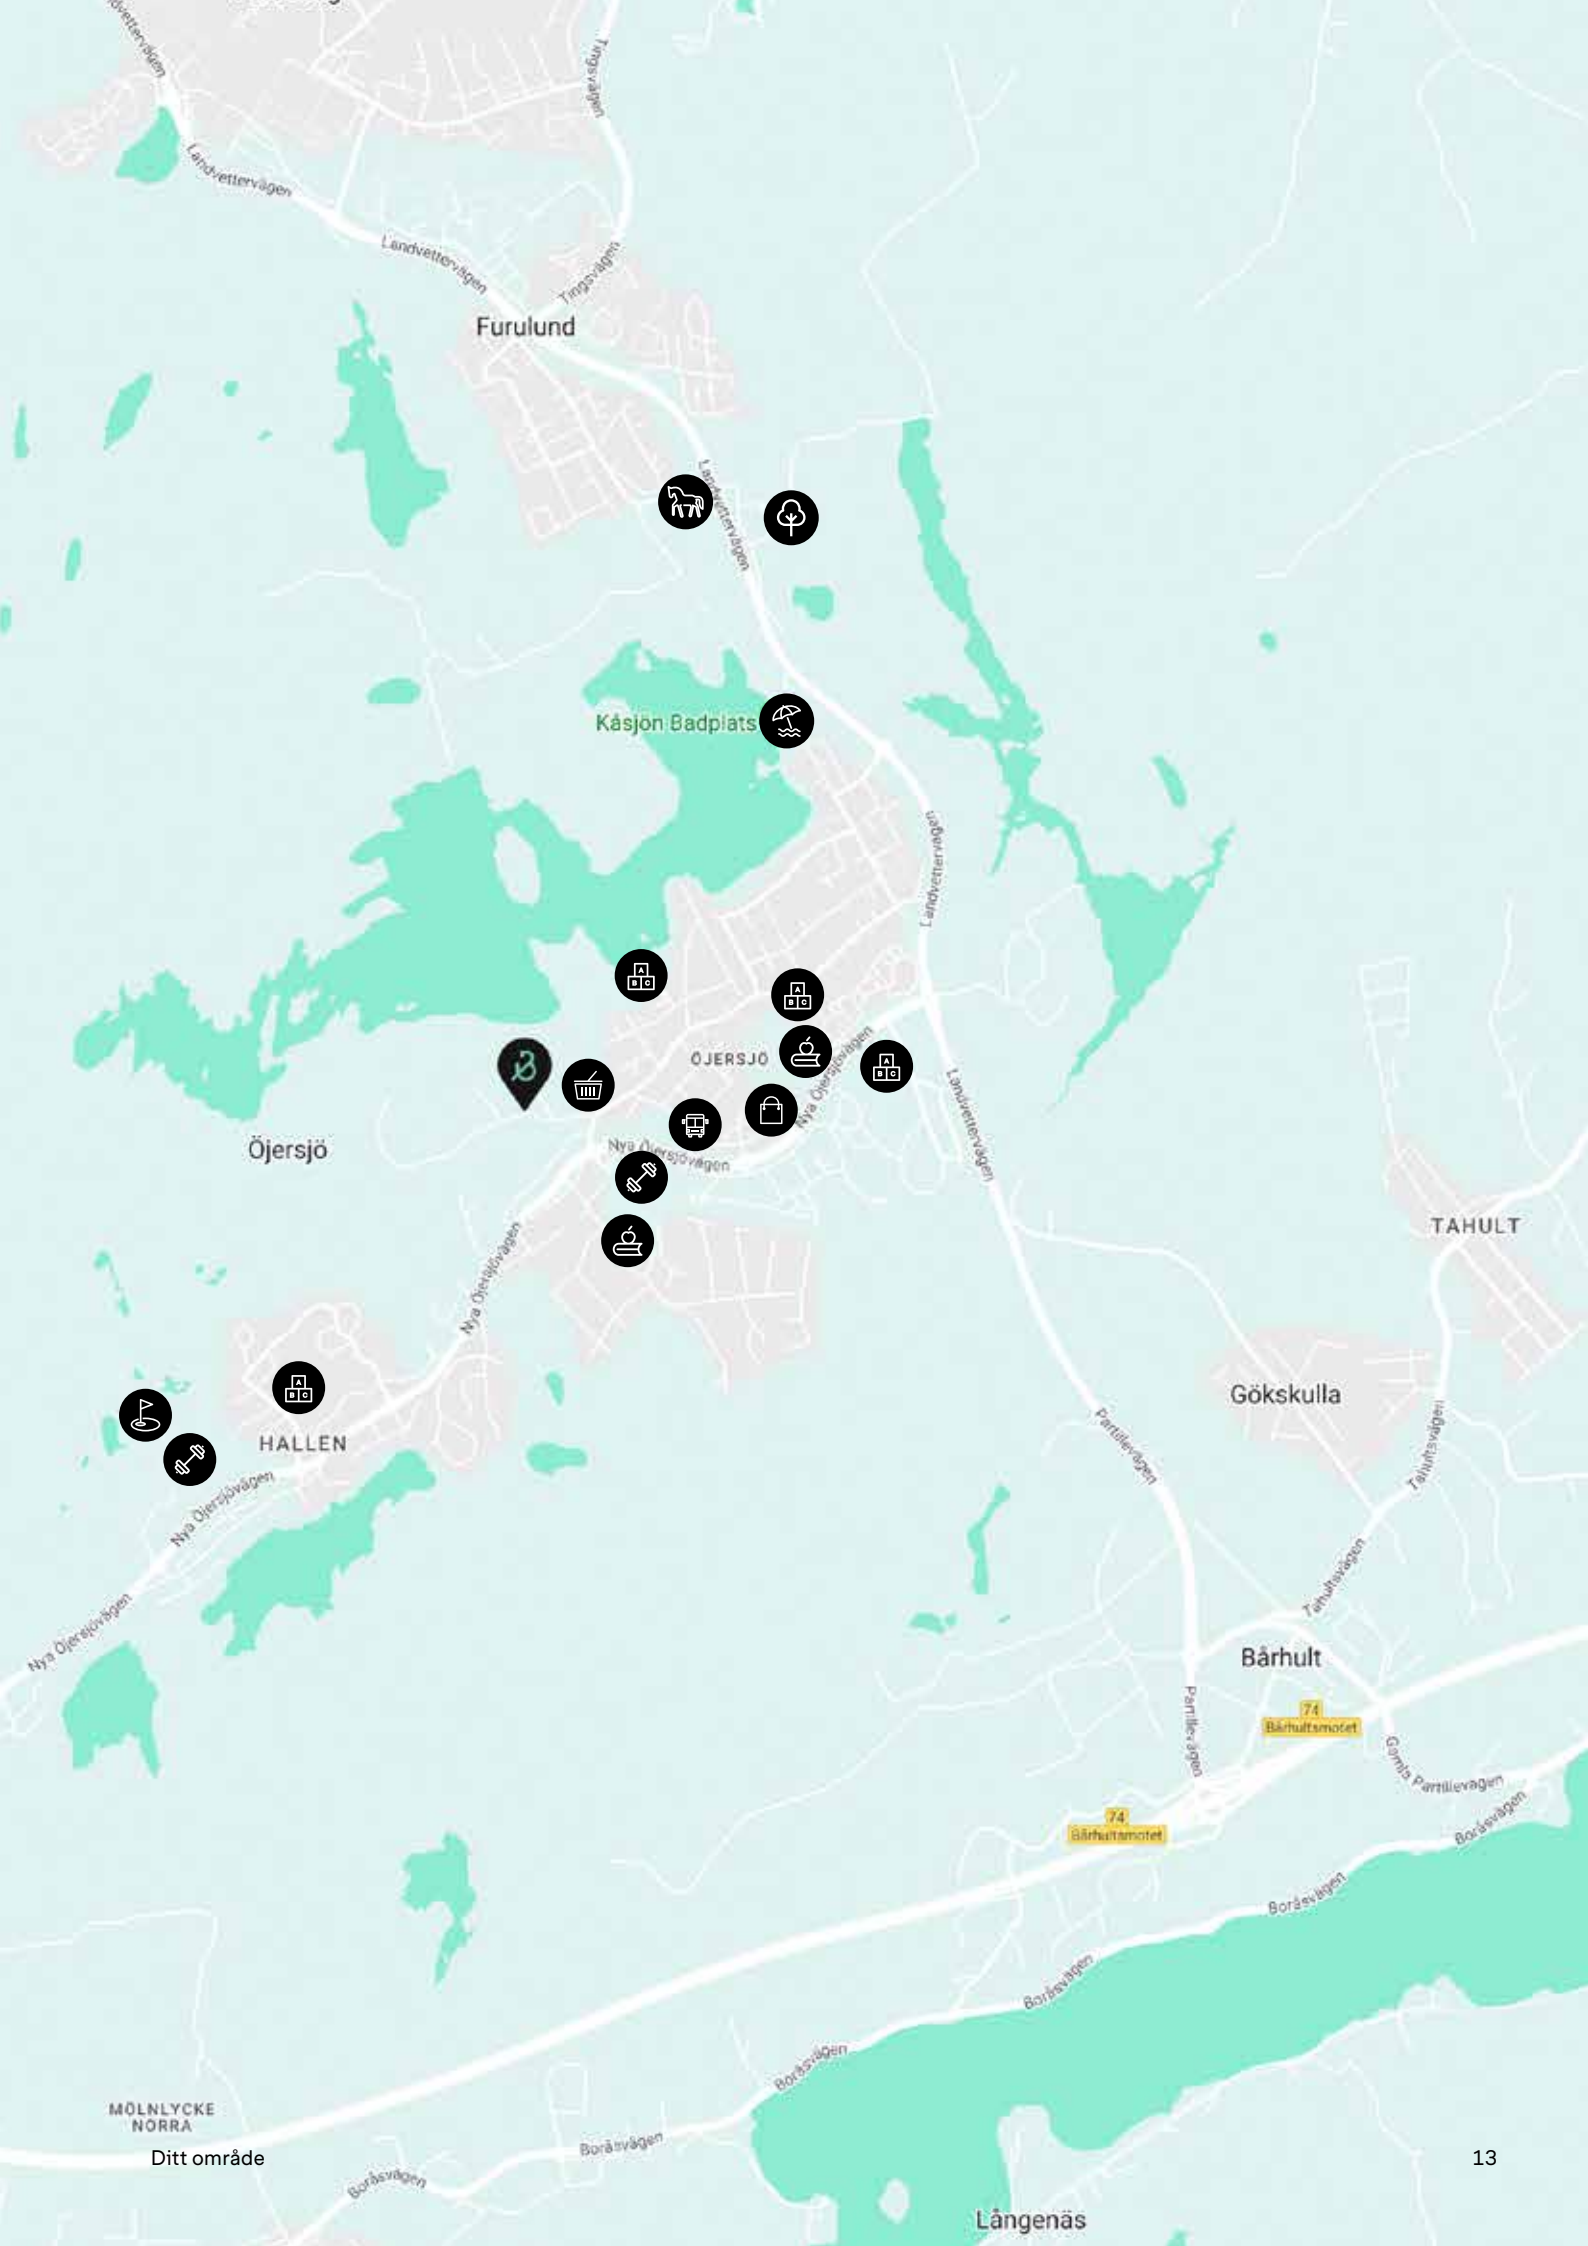 Landvettervägen
Tingsvägen
Landvettervägen
Landvettervägen
Tingsvägen
Furulund
Landvettervägen
Kåsjön Badplats
Landvettervägen
A
B C
A
B C
ÖJERSJÖ
Nya Öjersjövägen
A
B C
Landvettervägen
Öjersjö
Nya Öjersjövägen
Nya Öjersjövägen
TAHULT
A
B C
Gökskulla
HALLEN
Partillevägen
Tahultsvägen
Nya Öjersjövägen
Tahultsvägen
Nya Öjersjövägen
Bårhult
Partillevägen
74
Bårhultsmotet
Gamla Partillevägen
74
Bårhultsmotet
Boråsvägen
Boråsvägen
Boråsvägen
Boråsvägen
MÖLNLYCKE
NORRA
Boråsvägen
Ditt område
13
Boråsvägen
Långenäs